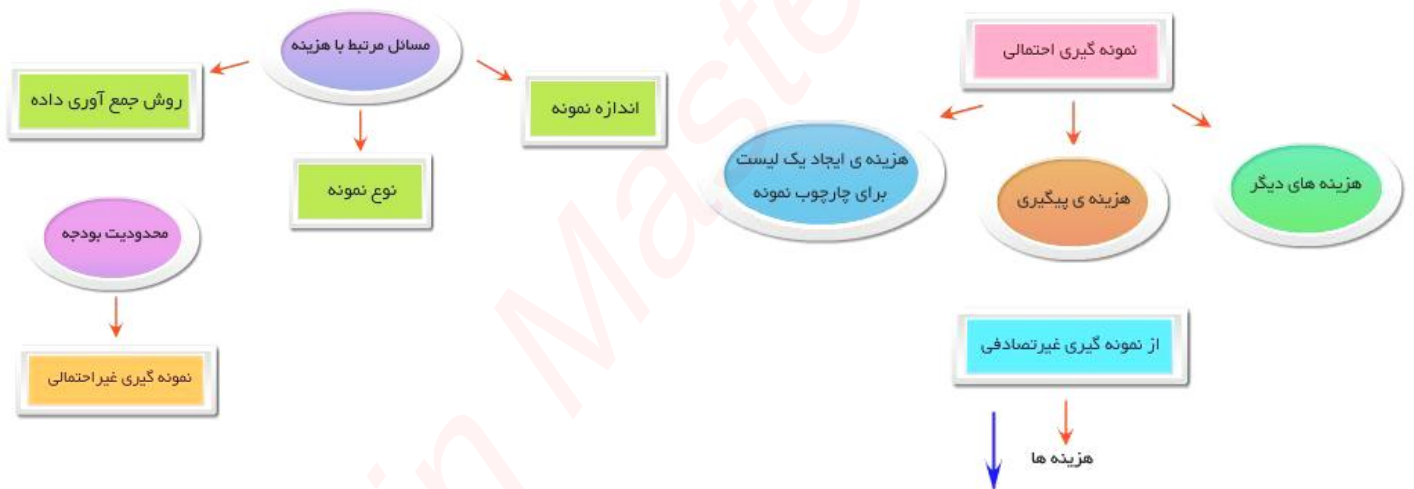 مسائل مرتبط با هزینه
روش جمع آوری داده
نوع نمونه
اندازه نمونه
محدودیت بودجه
نمونه گیری غیراحتمالی
نمونه گیری احتمالی
هزینه ی ایجاد یک لیست
برای چارچوب نمونه
هزینه ی پیگیری
هزینه های دیگر
از نمونه گیری غیرتصادفی
هزینه ها
in Maste